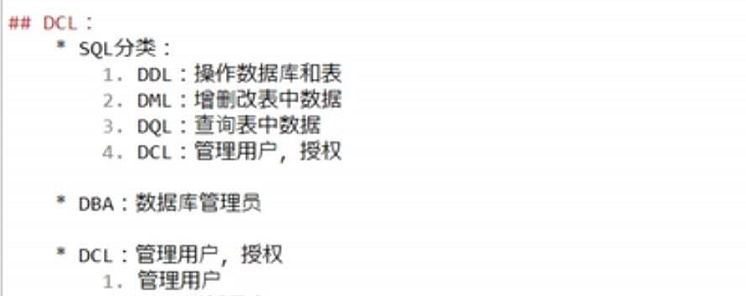 ## DCL：
* SQL分类：
1. DDL：操作数据库和表
2. DML：增删改表中数据
3. DQL：查询表中数据
4. DCL：管理用户，授权
* DBA：数据库管理员
* DCL：管理用户，授权
1. 管理用户